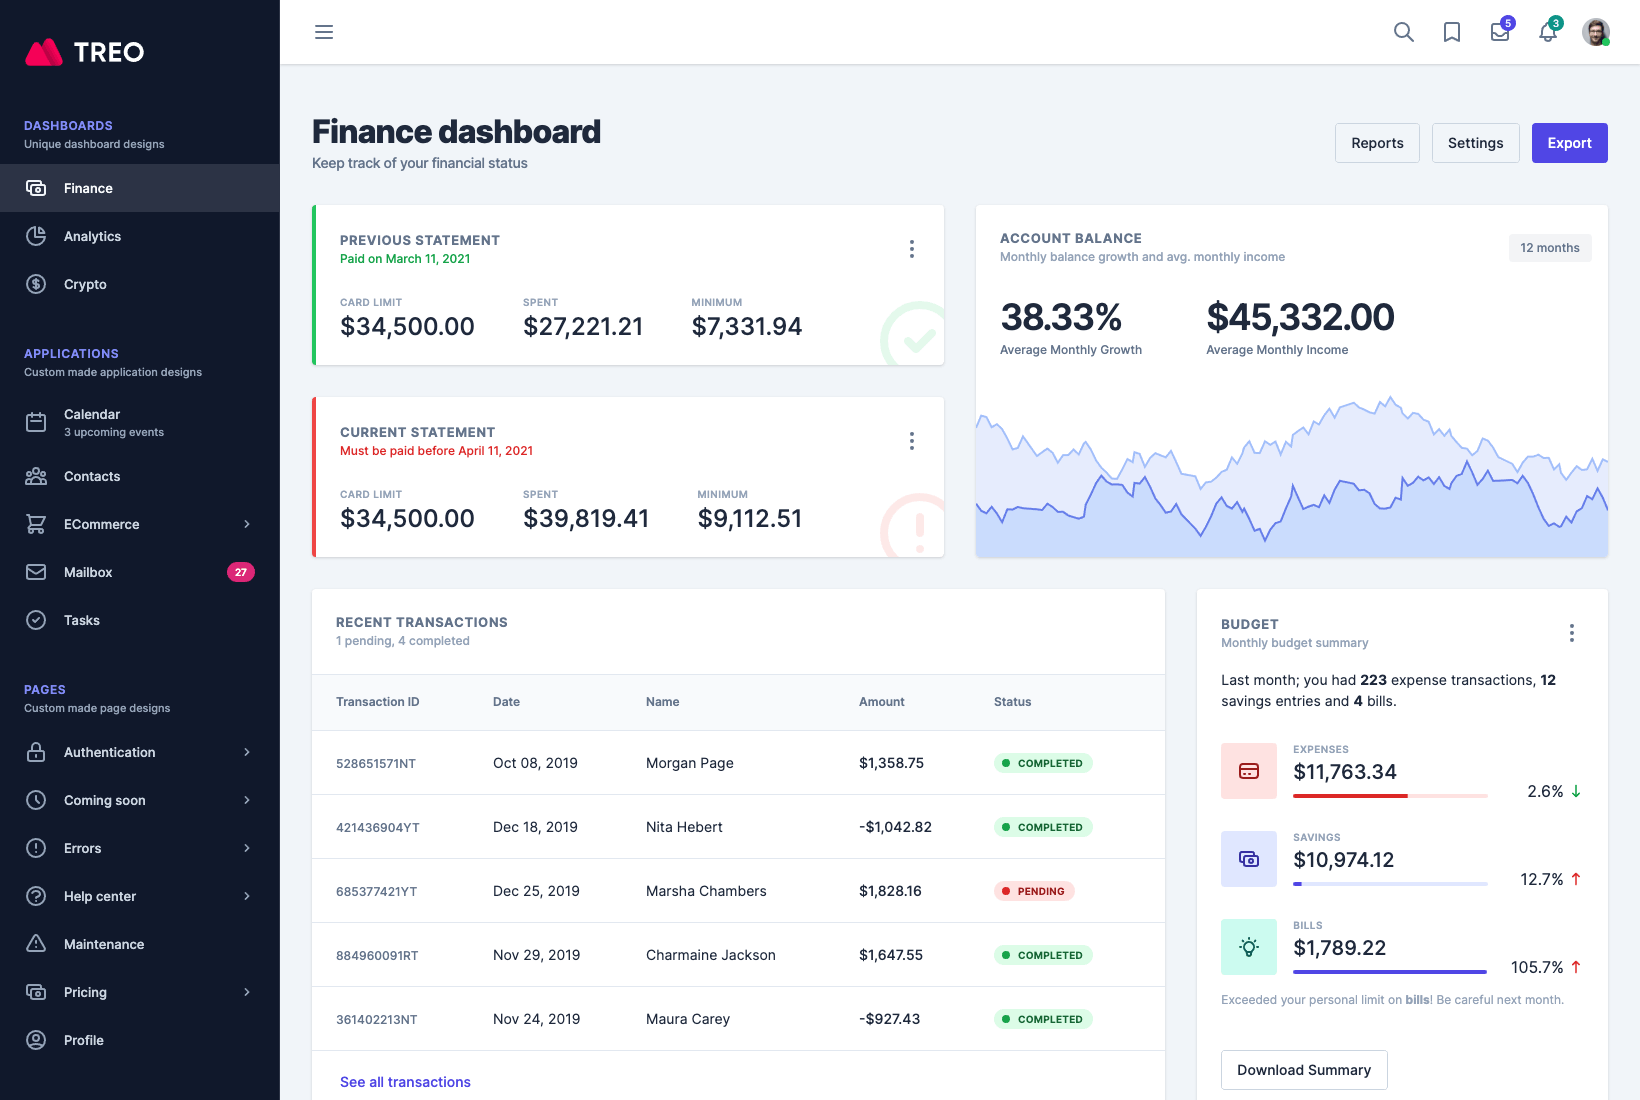 TREO
DASHBOARDS
Unique dashboard designs
Finance
Analytics
Crypto
APPLICATIONS
Custom made application designs
Calendar
3 upcoming events
Contacts
ECommerce
Mailbox
27
Tasks
PAGES
Custom made page designs
Authentication
Coming soon
Errors
Help center
Maintenance
Pricing
Profile
5
3
Finance dashboard
Keep track of your financial status
Reports
Settings
Export
PREVIOUS STATEMENT
Paid on March 11, 2021
CARD LIMIT SPENT MINIMUM
$34,500.00 $27,221.21 $7,331.94
CURRENT STATEMENT
Must be paid before April 11, 2021
CARD LIMIT SPENT MINIMUM
$34,500.00 $39,819.41 $9,112.51
ACCOUNT BALANCE
Monthly balance growth and avg. monthly income
12 months
38.33% $45,332.00
Average Monthly Growth Average Monthly Income
RECENT TRANSACTIONS
1 pending, 4 completed
Transaction ID Date Name Amount Status
528651571NT Oct 08, 2019 Morgan Page $1,358.75 COMPLETED
421436904YT Dec 18, 2019 Nita Hebert -$1,042.82 COMPLETED
685377421YT Dec 25, 2019 Marsha Chambers $1,828.16 PENDING
884960091RT Nov 29, 2019 Charmaine Jackson $1,647.55 COMPLETED
361402213NT Nov 24, 2019 Maura Carey -$927.43 COMPLETED
See all transactions
BUDGET
Monthly budget summary
Last month; you had 223 expense transactions, 12
savings entries and 4 bills.
EXPENSES
$11,763.34
2.6%
SAVINGS
$10,974.12
12.7%
BILLS
$1,789.22
105.7%
Exceeded your personal limit on bills! Be careful next month.
Download Summary